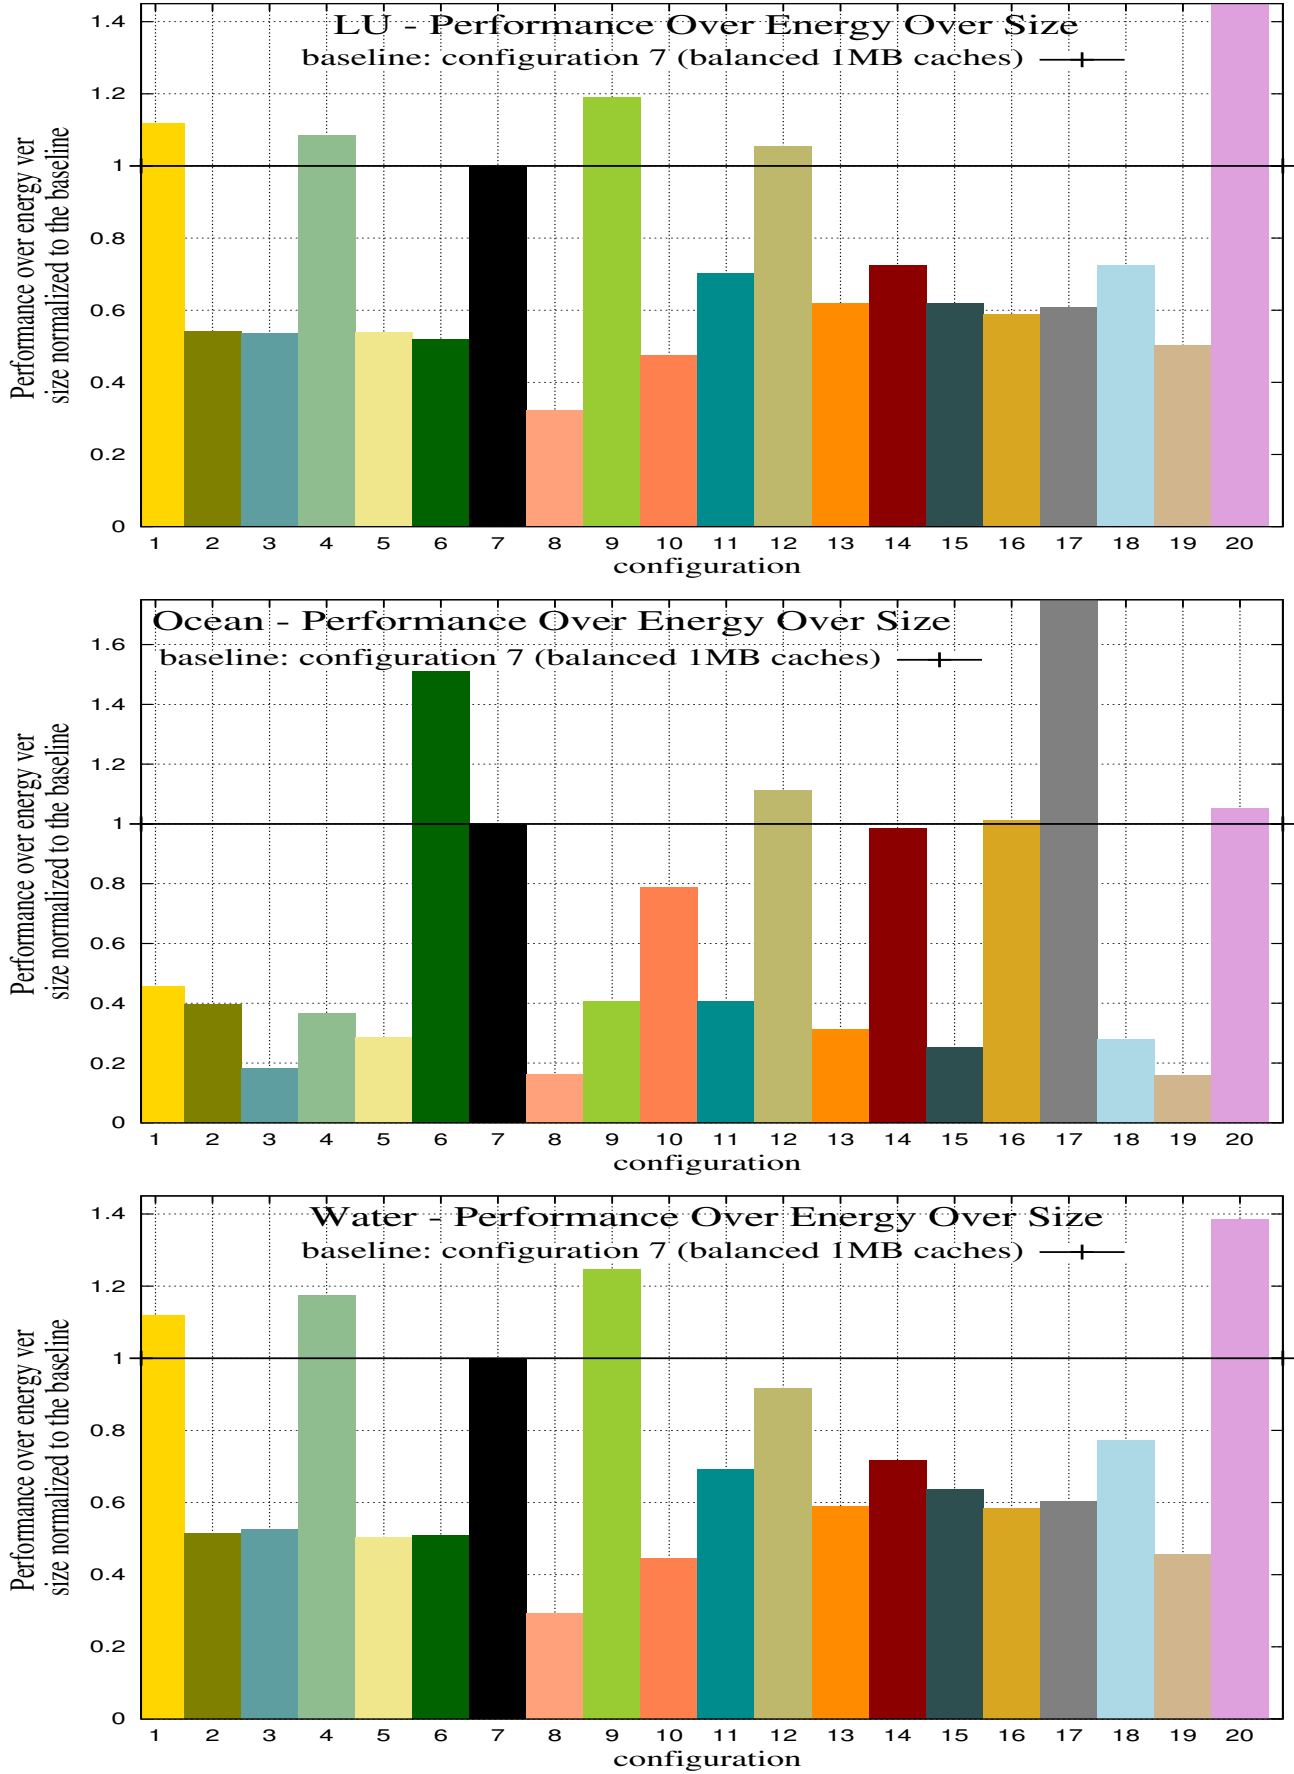 LU - Performance Over Energy Over Size
baseline: configuration 7 (balanced 1MB caches)
Performance over energy ver
size normalized to the baseline
1.4
1.2
1
0.8
0.6
0.4
0.2
0
1 2 3 4 5 6 7 8 9 10 11 12 13 14 15 16 17 18 19 20
configuration
Ocean - Performance Over Energy Over Size
baseline: configuration 7 (balanced 1MB caches)
Performance over energy ver
size normalized to the baseline
1.6
1.4
1.2
1
0.8
0.6
0.4
0.2
0
1 2 3 4 5 6 7 8 9 10 11 12 13 14 15 16 17 18 19 20
configuration
Water - Performance Over Energy Over Size
baseline: configuration 7 (balanced 1MB caches)
Performance over energy ver
size normalized to the baseline
1.4
1.2
1
0.8
0.6
0.4
0.2
0
1 2 3 4 5 6 7 8 9 10 11 12 13 14 15 16 17 18 19 20
configuration